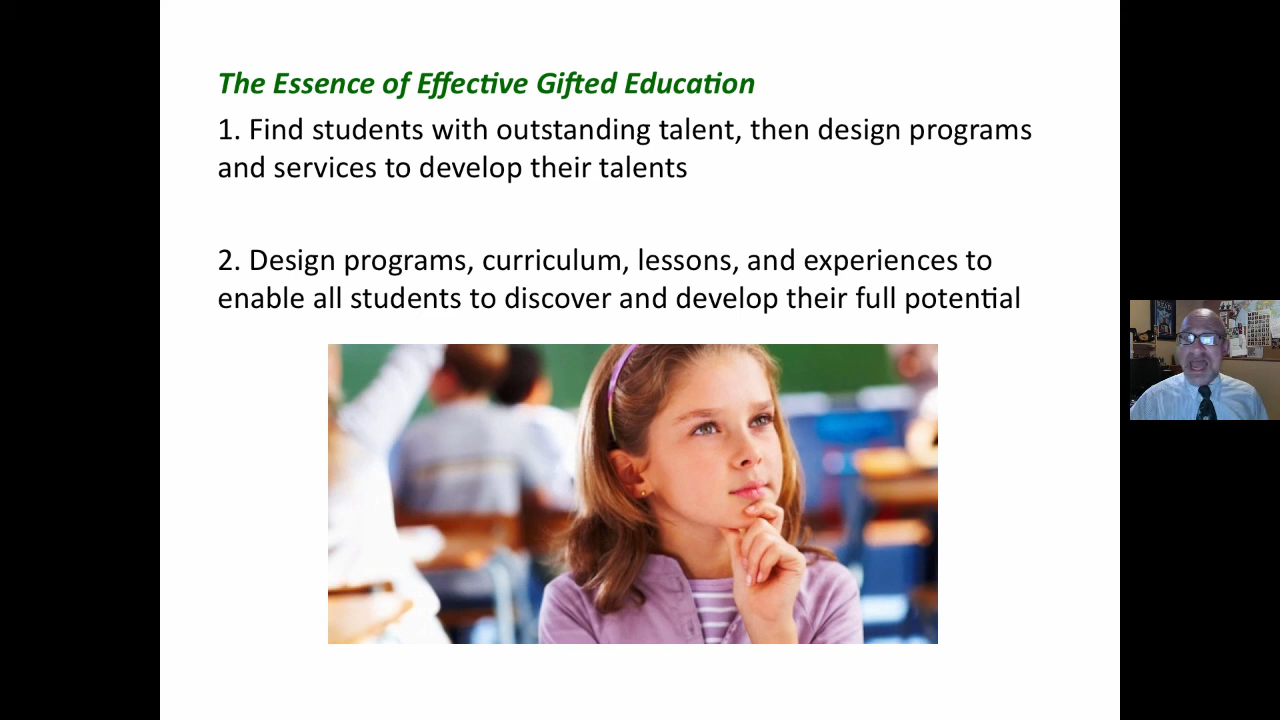 The Essence of Effective Gifted Education
1. Find students with outstanding talent, then design programs
and services to develop their talents
2. Design programs, curriculum, lessons, and experiences to
enable all students to discover and develop their full potential
READ